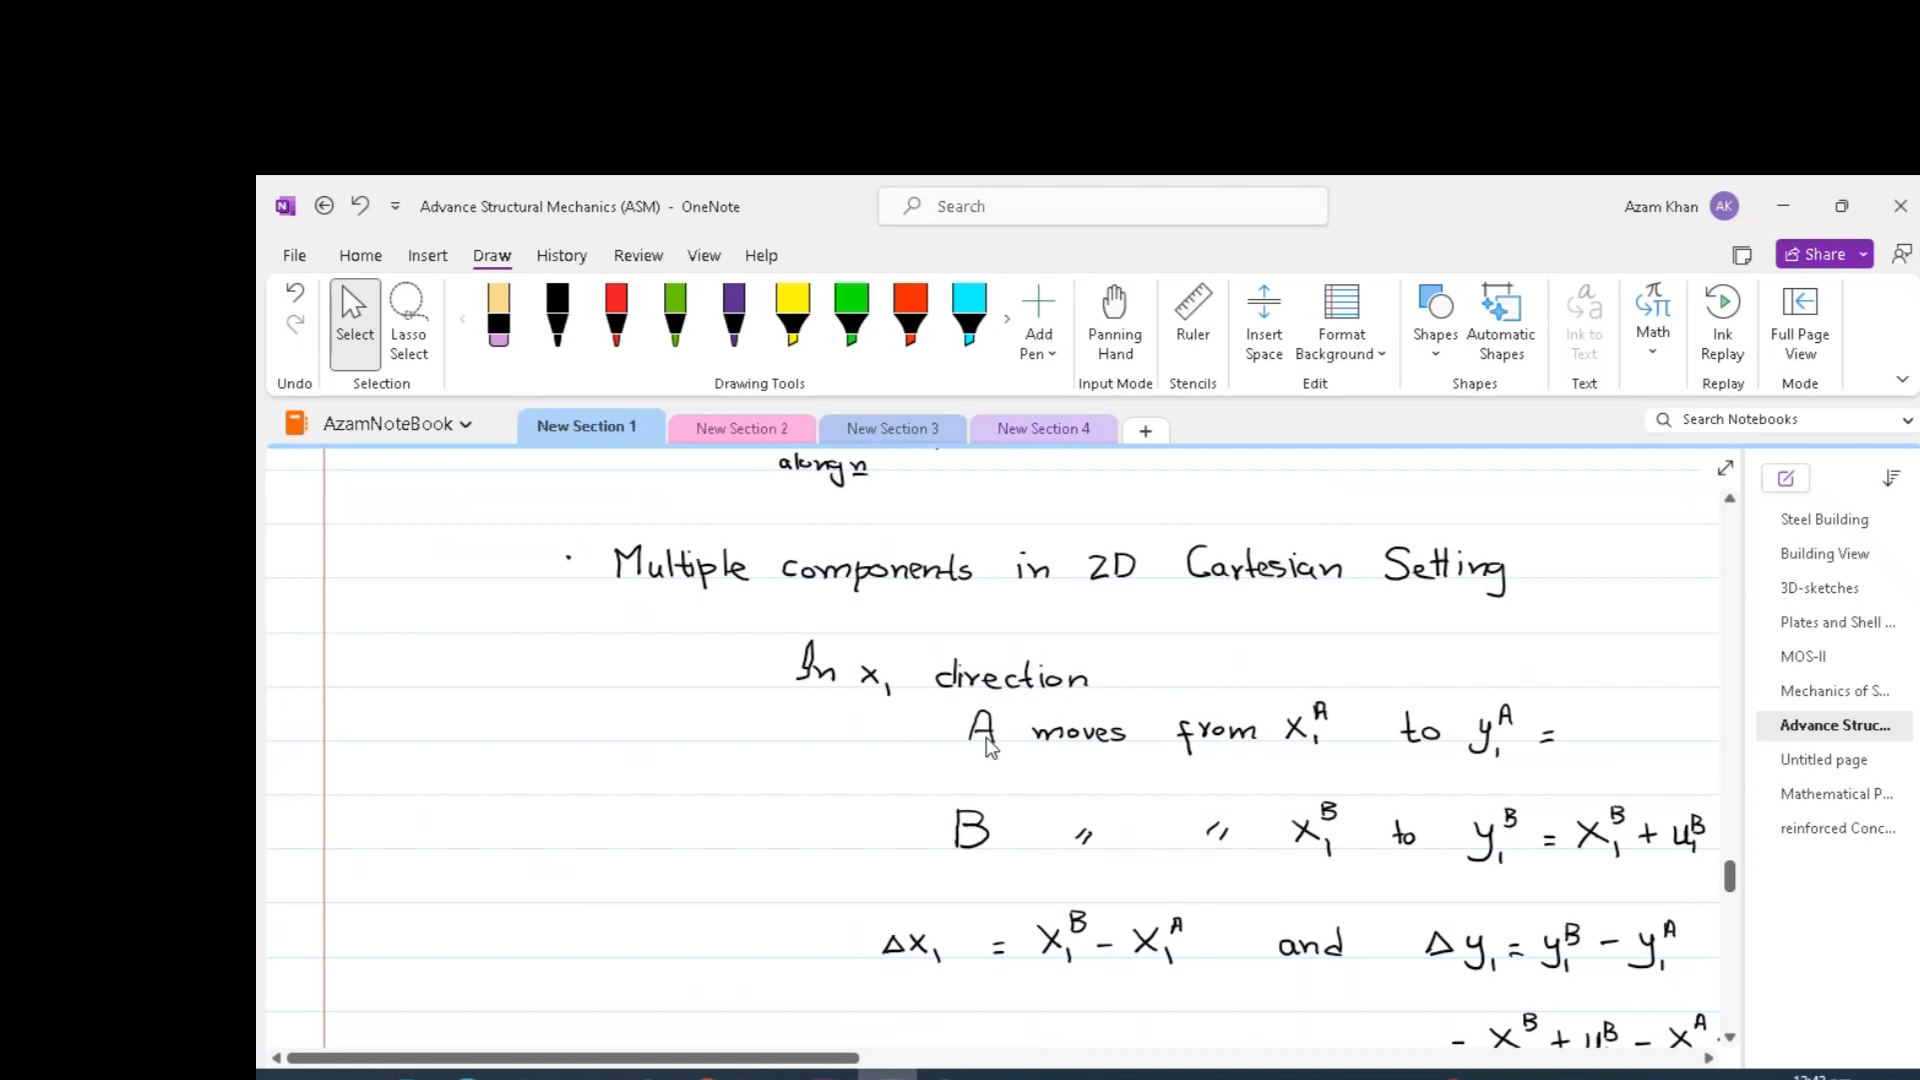 Advance Structural Mechanics (ASM) - OneNote
Search
Azam Khan AK
File Home Insert Draw History Review View Help
Share
Select
Lasso Select
Add Pen
Panning Hand
Ruler
Insert Space
Format Background
Shapes
Automatic Shapes
Ink to Text
Math
Ink Replay
Full Page View
Undo Selection Drawing Tools Input Mode Stencils Edit Shapes Text Replay Mode
AzamNoteBook New Section 1 New Section 2 New Section 3 New Section 4 + Search Notebooks
along n
· Multiple components in 2D Cartesian Setting
In x₁ direction
A moves from x₁ᴬ to y₁ᴬ =
B " " x₁ᴮ to y₁ᴮ = x₁ᴮ + u₁ᴮ
Δx₁ = x₁ᴮ - x₁ᴬ and Δy₁ = y₁ᴮ - y₁ᴬ
= xᴮ + uᴮ - xᴬ
Steel Building
Building View
3D-sketches
Plates and Shell ...
MOS-II
Mechanics of S...
Advance Struc...
Untitled page
Mathematical P...
reinforced Conc...